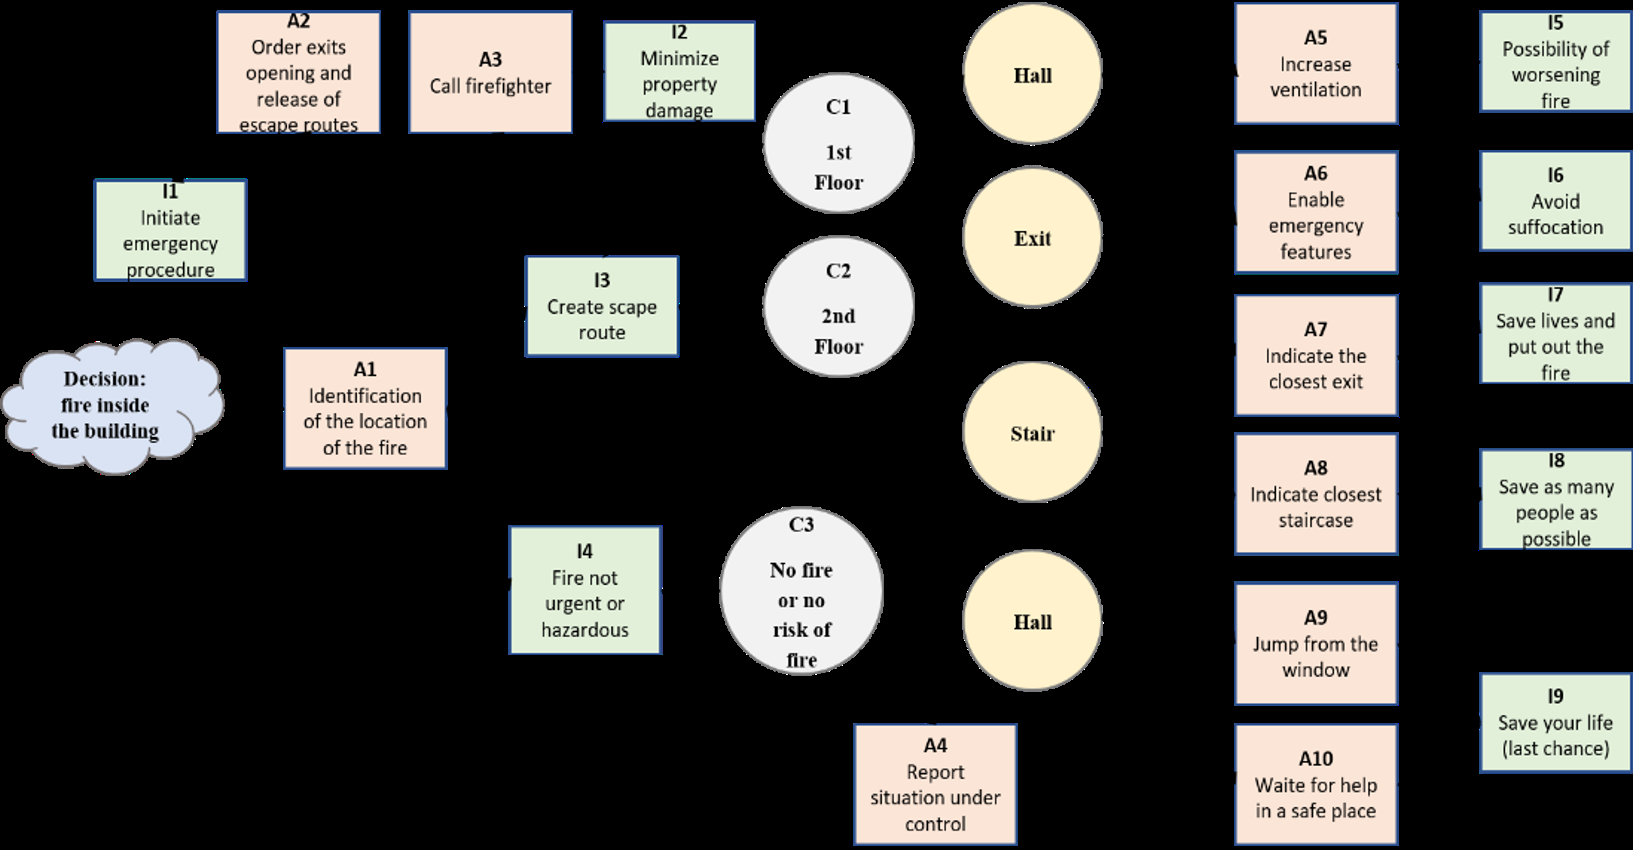 A2
Order exits
opening and
release of
escape routes
A3
Call firefighter
I2
Minimize
property
damage
C1
1st
Floor
Hall
A5
Increase
ventilation
I5
Possibility of
worsening
fire
I1
Initiate
emergency
procedure
I3
Create scape
route
C2
2nd
Floor
Exit
A6
Enable
emergency
features
I6
Avoid
suffocation
Decision:
fire inside
the building
A1
Identification
of the location
of the fire
Stair
A7
Indicate the
closest exit
I7
Save lives and
put out the
fire
A8
Indicate closest
staircase
I8
Save as many
people as
possible
I4
Fire not
urgent or
hazardous
C3
No fire
or no
risk of
fire
Hall
A9
Jump from the
window
I9
Save your life
(last chance)
A4
Report
situation under
control
A10
Waite for help
in a safe place